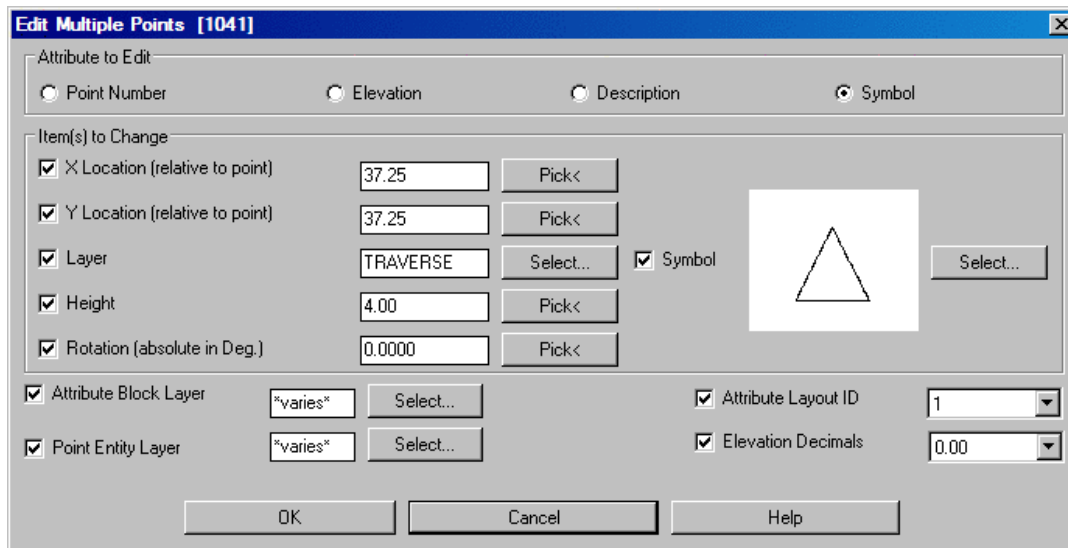 Edit Multiple Points [1041]
Attribute to Edit
Point Number Elevation Description Symbol
Item(s) to Change
X Location (relative to point) 37.25 Pick<
Y Location (relative to point) 37.25 Pick<
Layer TRAVERSE Select... Symbol Select...
Height 4.00 Pick<
Rotation (absolute in Deg.) 0.0000 Pick<
Attribute Block Layer *varies* Select... Attribute Layout ID 1
Point Entity Layer *varies* Select... Elevation Decimals 0.00
OK Cancel Help